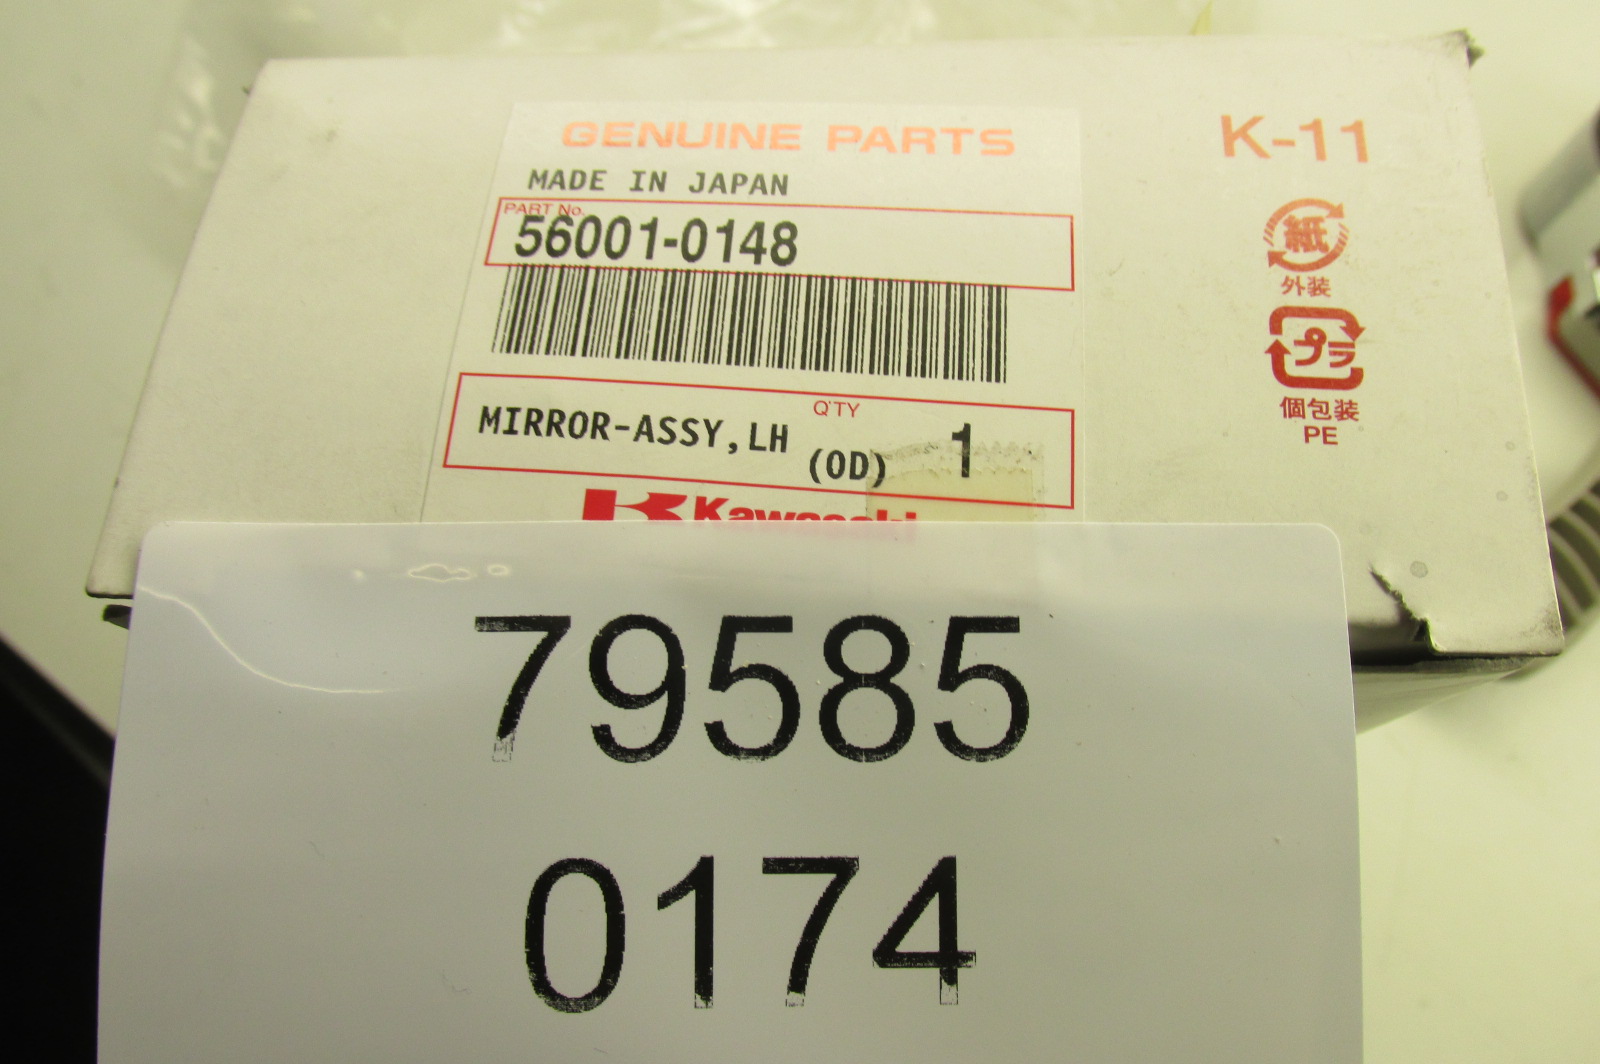 GENUINE PARTS
MADE IN JAPAN
PART No.
56001-0148
MIRROR-ASSY,LH
(OD)
Q'TY
1
Kawasaki
K-11
紙
外装
プラ
個包装
PE
79585
0174